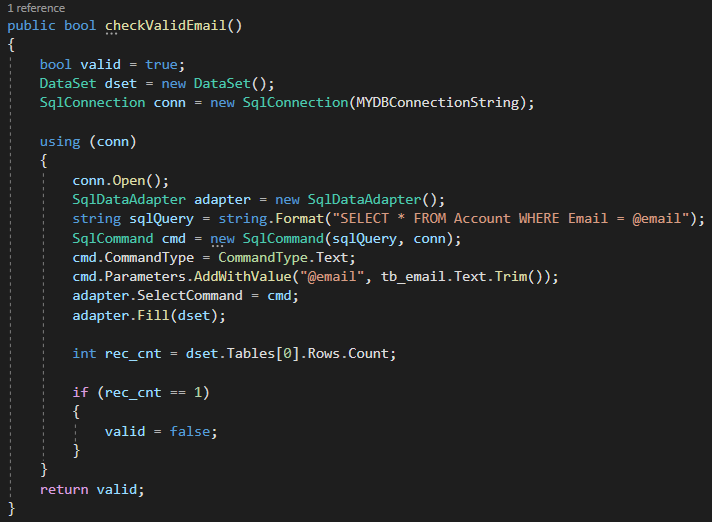 1 reference
public bool checkValidEmail()
{
bool valid = true;
DataSet dset = new DataSet();
SqlConnection conn = new SqlConnection(MYDBConnectionString);
using (conn)
{
conn.Open();
SqlDataAdapter adapter = new SqlDataAdapter();
string sqlQuery = string.Format("SELECT * FROM Account WHERE Email = @email");
SqlCommand cmd = new SqlCommand(sqlQuery, conn);
cmd.CommandType = CommandType.Text;
cmd.Parameters.AddWithValue("@email", tb_email.Text.Trim());
adapter.SelectCommand = cmd;
adapter.Fill(dset);
int rec_cnt = dset.Tables[0].Rows.Count;
if (rec_cnt == 1)
{
valid = false;
}
}
return valid;
}